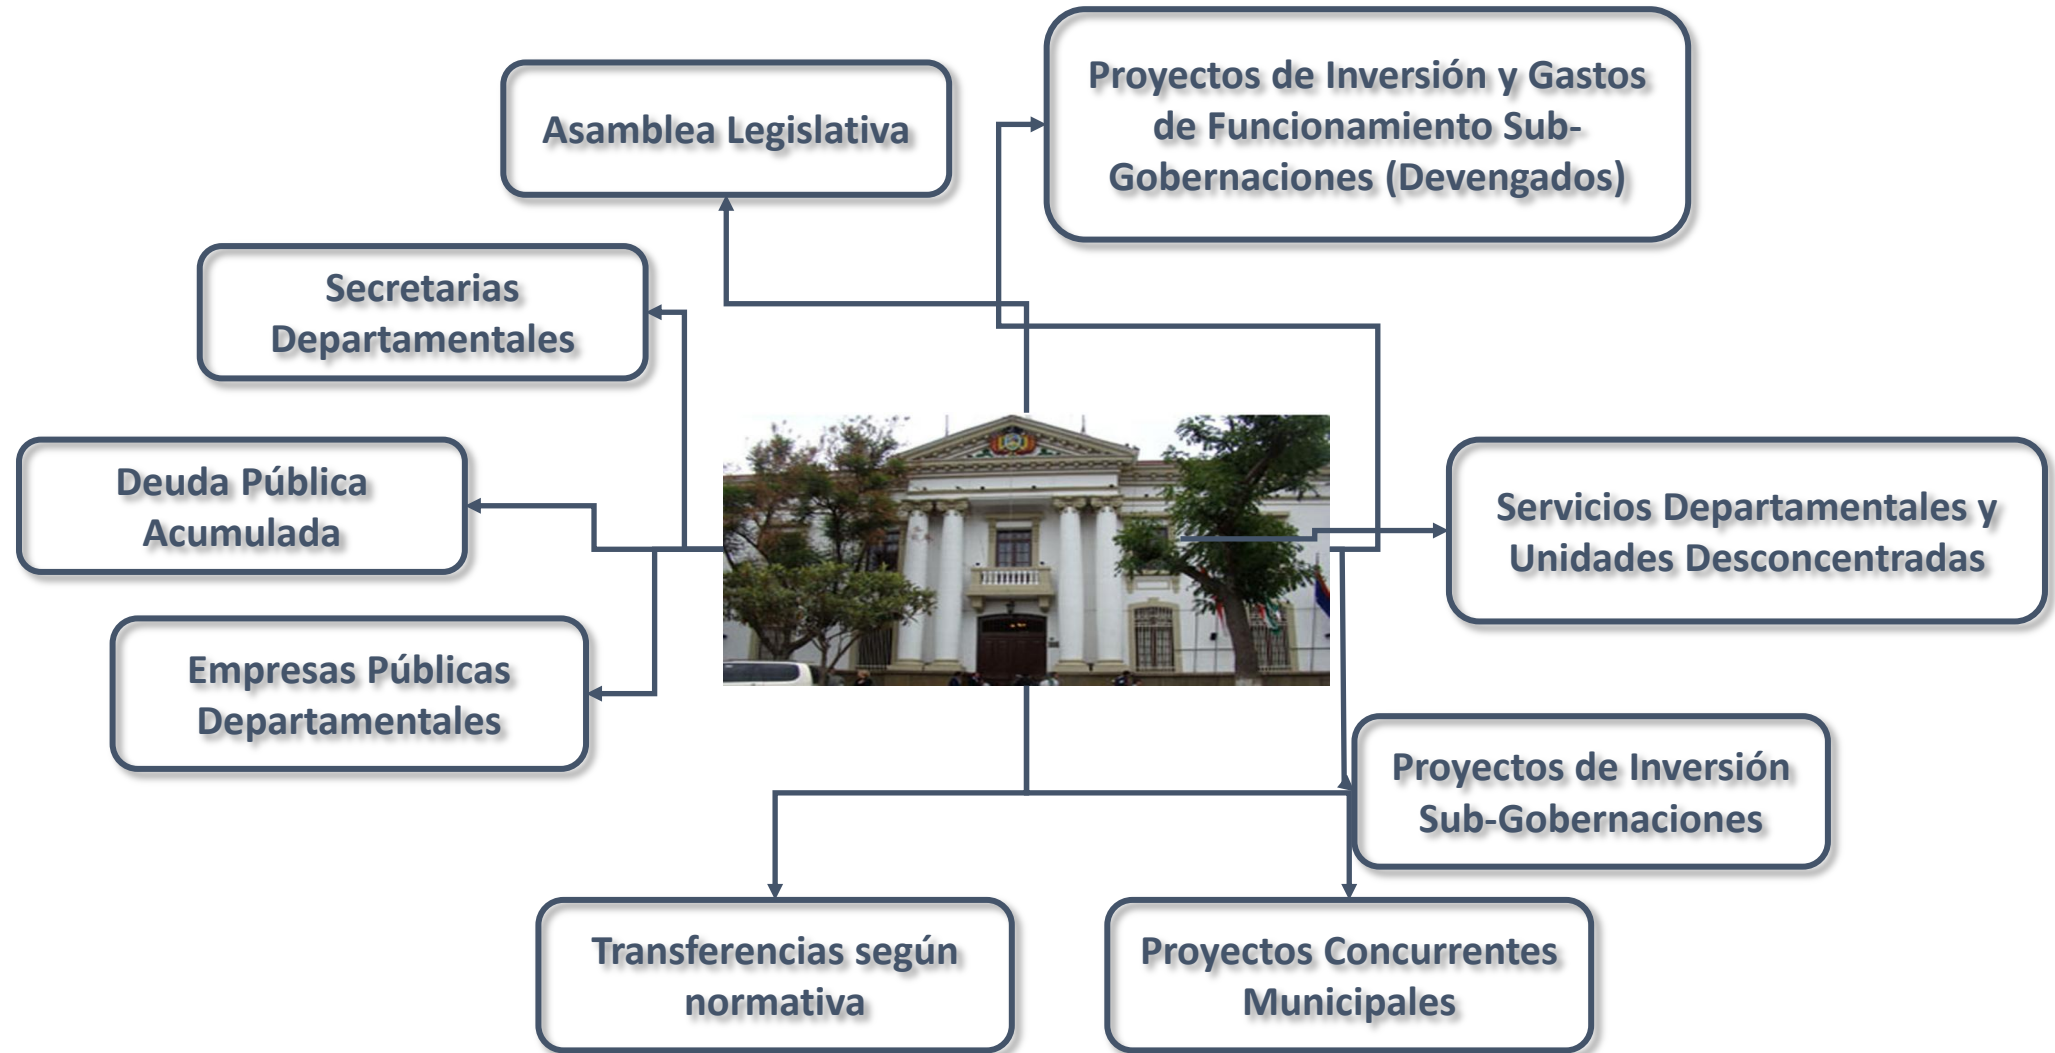 Proyectos de Inversión y Gastos
de Funcionamiento Sub-
Gobernaciones (Devengados)
Asamblea Legislativa
Secretarias
Departamentales
Deuda Pública
Acumulada
Servicios Departamentales y
Unidades Desconcentradas
Empresas Públicas
Departamentales
Proyectos de Inversión
Sub-Gobernaciones
Transferencias según
normativa
Proyectos Concurrentes
Municipales